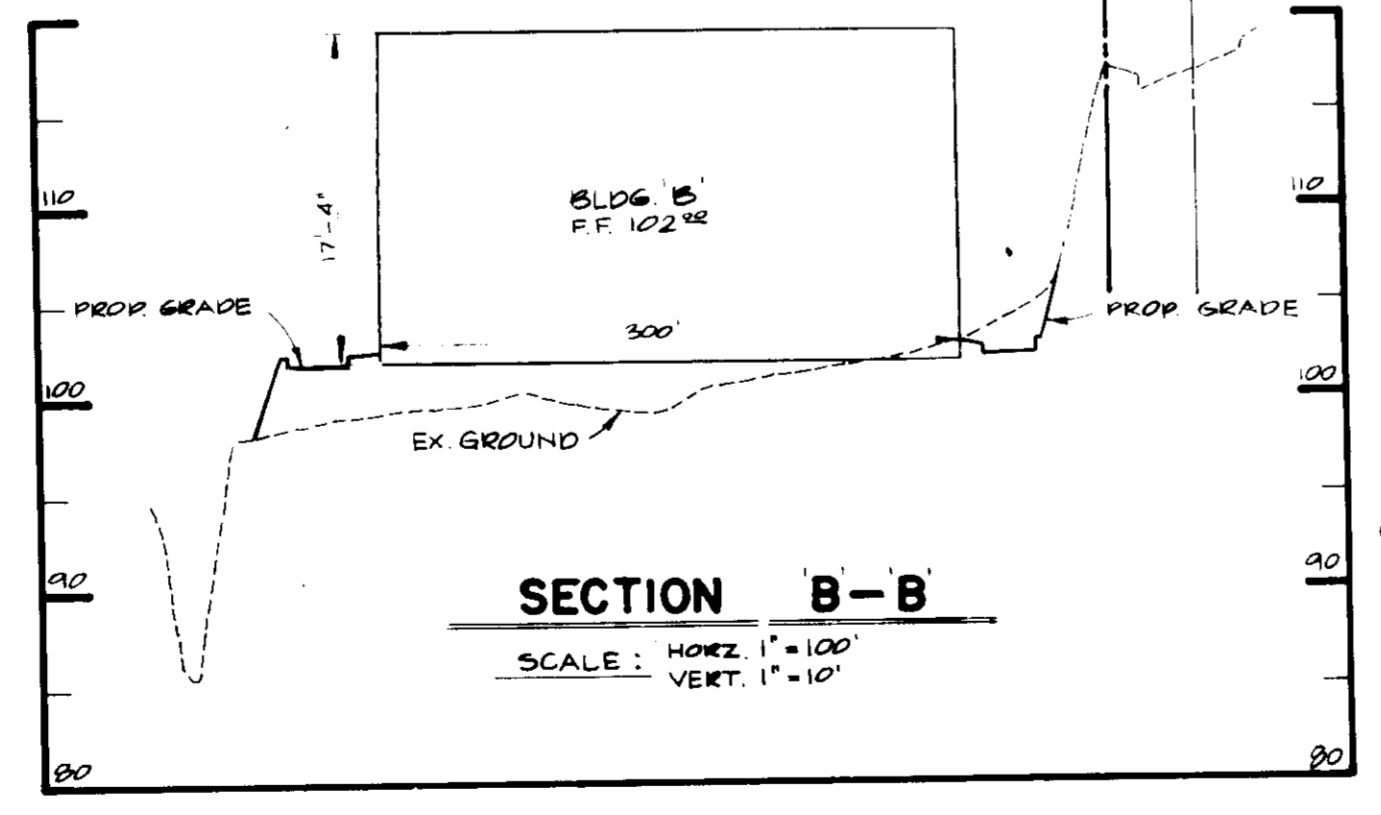 BLDG. 'B'
F.F. 102.00
17'-4"
110
110
PROP. GRADE
300'
PROP. GRADE
100
100
EX. GROUND
90
90
SECTION 'B'-'B'
SCALE: HORZ. 1"=100'
VERT. 1"=10'
80
80